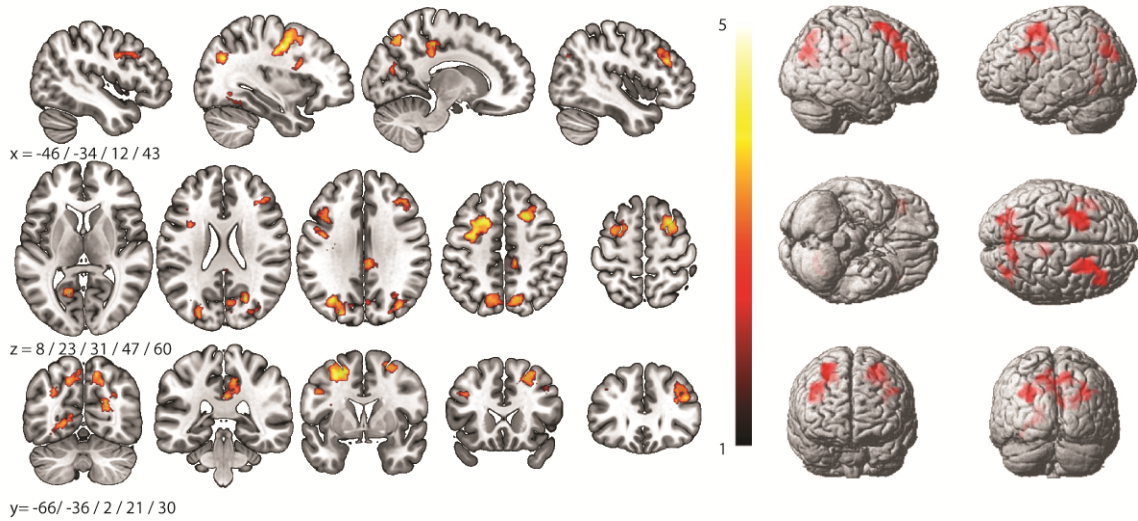 5
x = -46 / -34 / 12 / 43
z = 8 / 23 / 31 / 47 / 60
1
y= -66/ -36 / 2 / 21 / 30